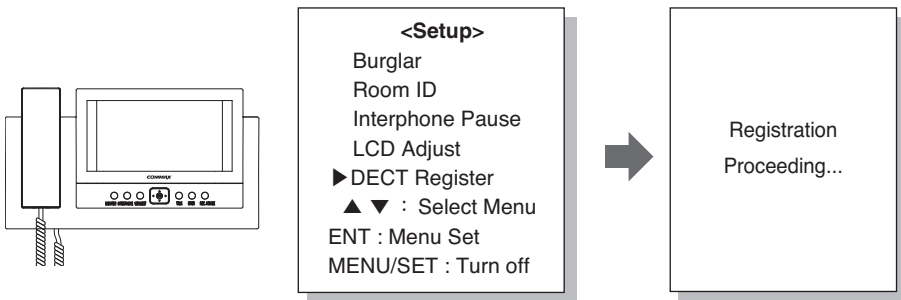 COMMAX
<Setup>
Burglar
Room ID
Interphone Pause
LCD Adjust
▶DECT Register
▲ ▼ : Select Menu
ENT : Menu Set
MENU/SET : Turn off
Registration
Proceeding...